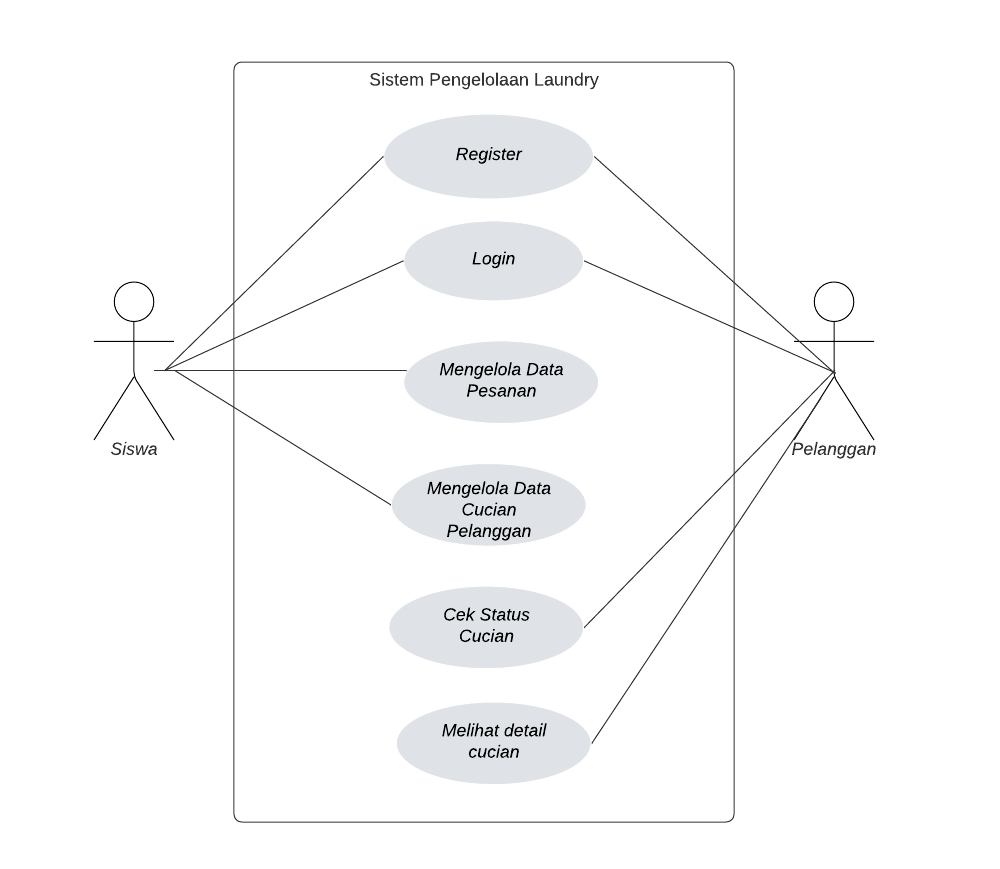 Sistem Pengelolaan Laundry
Register
Login
Mengelola Data
Pesanan
Siswa
Pelanggan
Mengelola Data
Cucian
Pelanggan
Cek Status
Cucian
Melihat detail
cucian